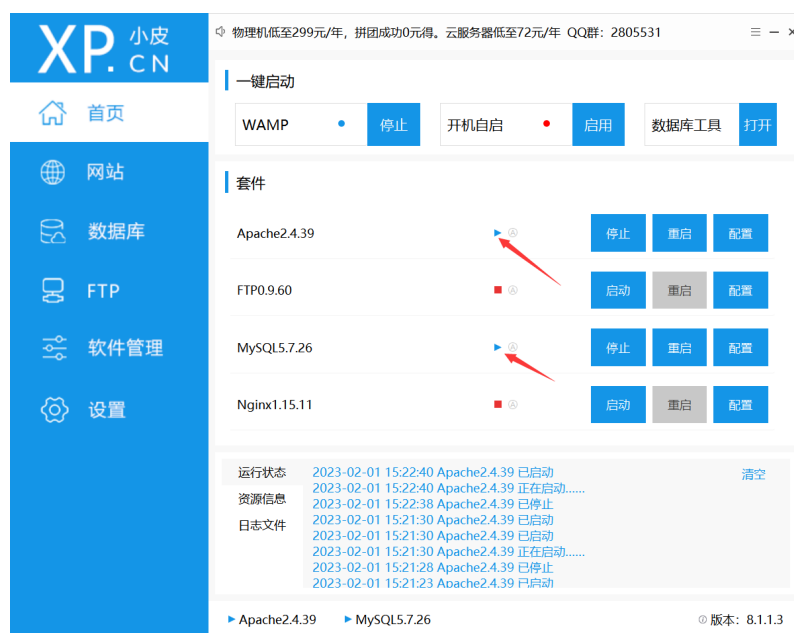 XP.CN 小皮
物理机低至299元/年，拼团成功0元得。云服务器低至72元/年 QQ群：2805531
首页
网站
数据库
FTP
软件管理
设置
一键启动
WAMP 停止 开机自启 启用 数据库工具 打开
套件
Apache2.4.39 停止 重启 配置
FTP0.9.60 启动 重启 配置
MySQL5.7.26 停止 重启 配置
Nginx1.15.11 启动 重启 配置
运行状态
资源信息
日志文件
2023-02-01 15:22:40 Apache2.4.39 已启动
2023-02-01 15:22:40 Apache2.4.39 正在启动......
2023-02-01 15:22:38 Apache2.4.39 已停止
2023-02-01 15:21:30 Apache2.4.39 已启动
2023-02-01 15:21:30 Apache2.4.39 已启动
2023-02-01 15:21:30 Apache2.4.39 正在启动......
2023-02-01 15:21:28 Apache2.4.39 已停止
2023-02-01 15:21:23 Apache2.4.39 已启动
清空
Apache2.4.39 MySQL5.7.26 版本：8.1.1.3